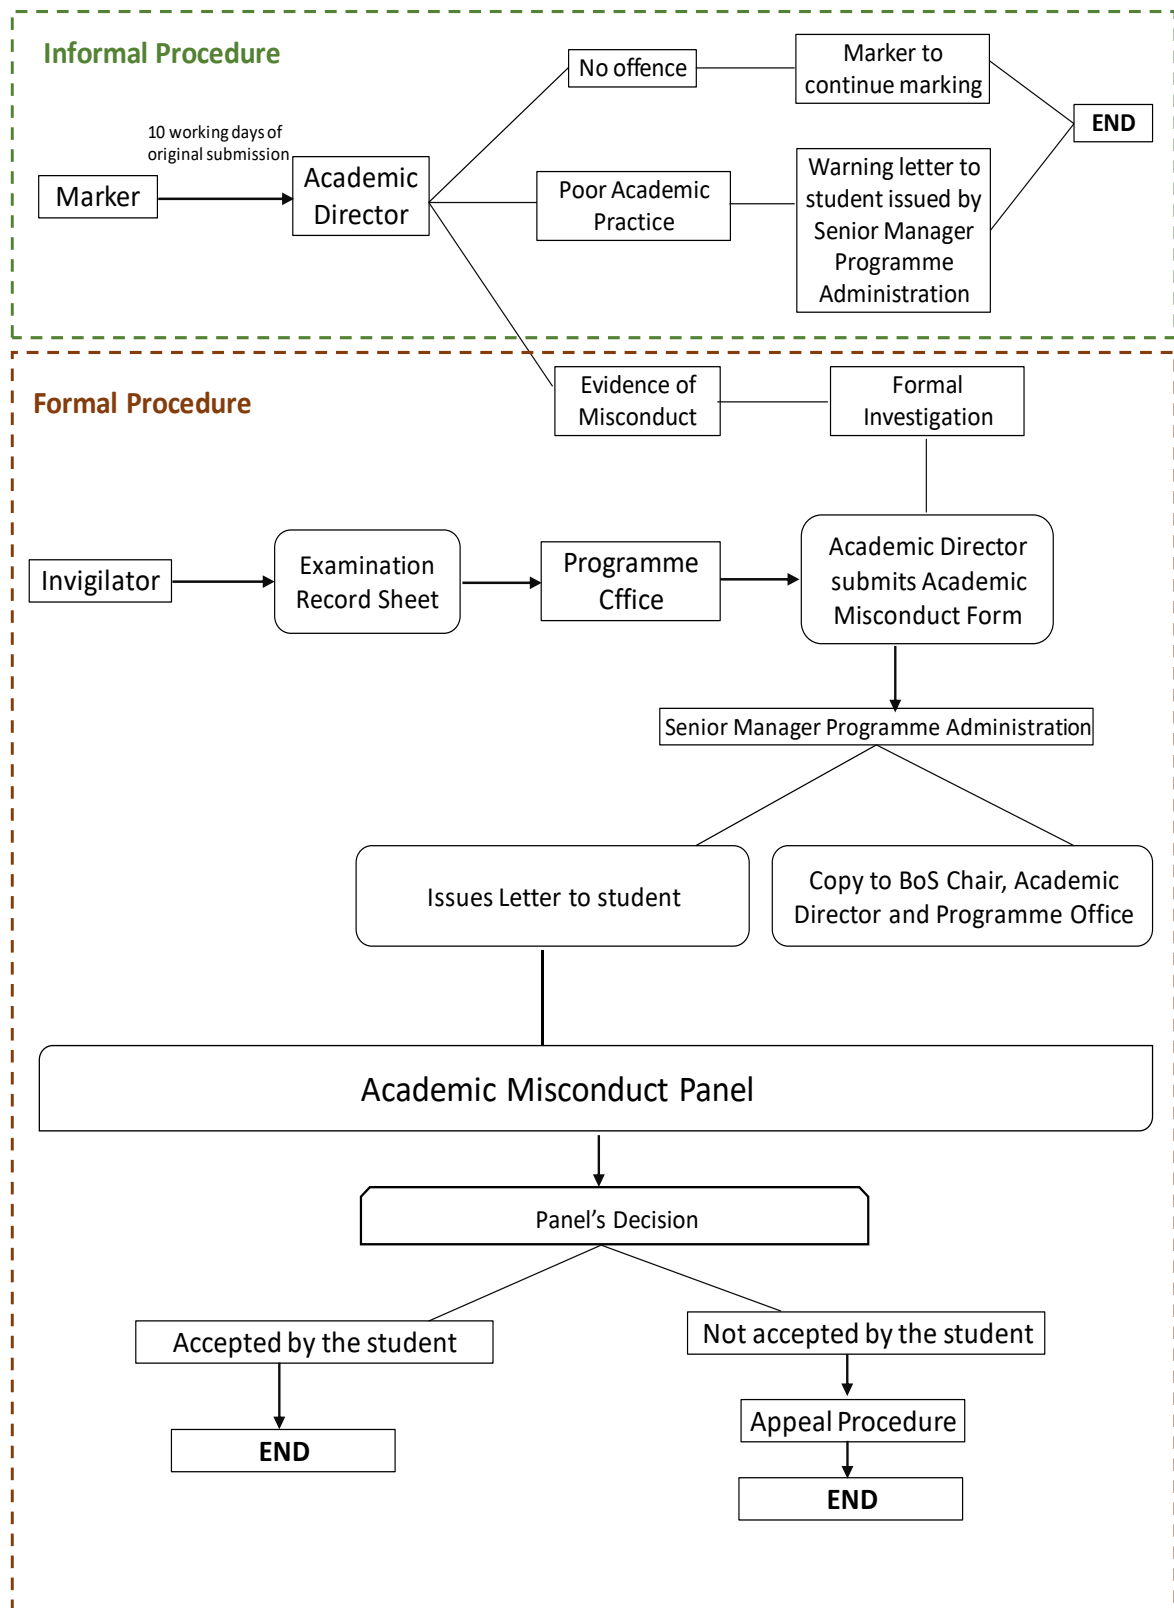 Informal Procedure
No offence
Marker to
continue marking
END
10 working days of
original submission
Marker
Academic
Director
Poor Academic
Practice
Warning letter to
student issued by
Senior Manager
Programme
Administration
Formal Procedure
Evidence of
Misconduct
Formal
Investigation
Invigilator
Examination
Record Sheet
Programme
Cffice
Academic Director
submits Academic
Misconduct Form
Senior Manager Programme Administration
Issues Letter to student
Copy to BoS Chair, Academic
Director and Programme Office
Academic Misconduct Panel
Panel’s Decision
Accepted by the student
Not accepted by the student
END
Appeal Procedure
END